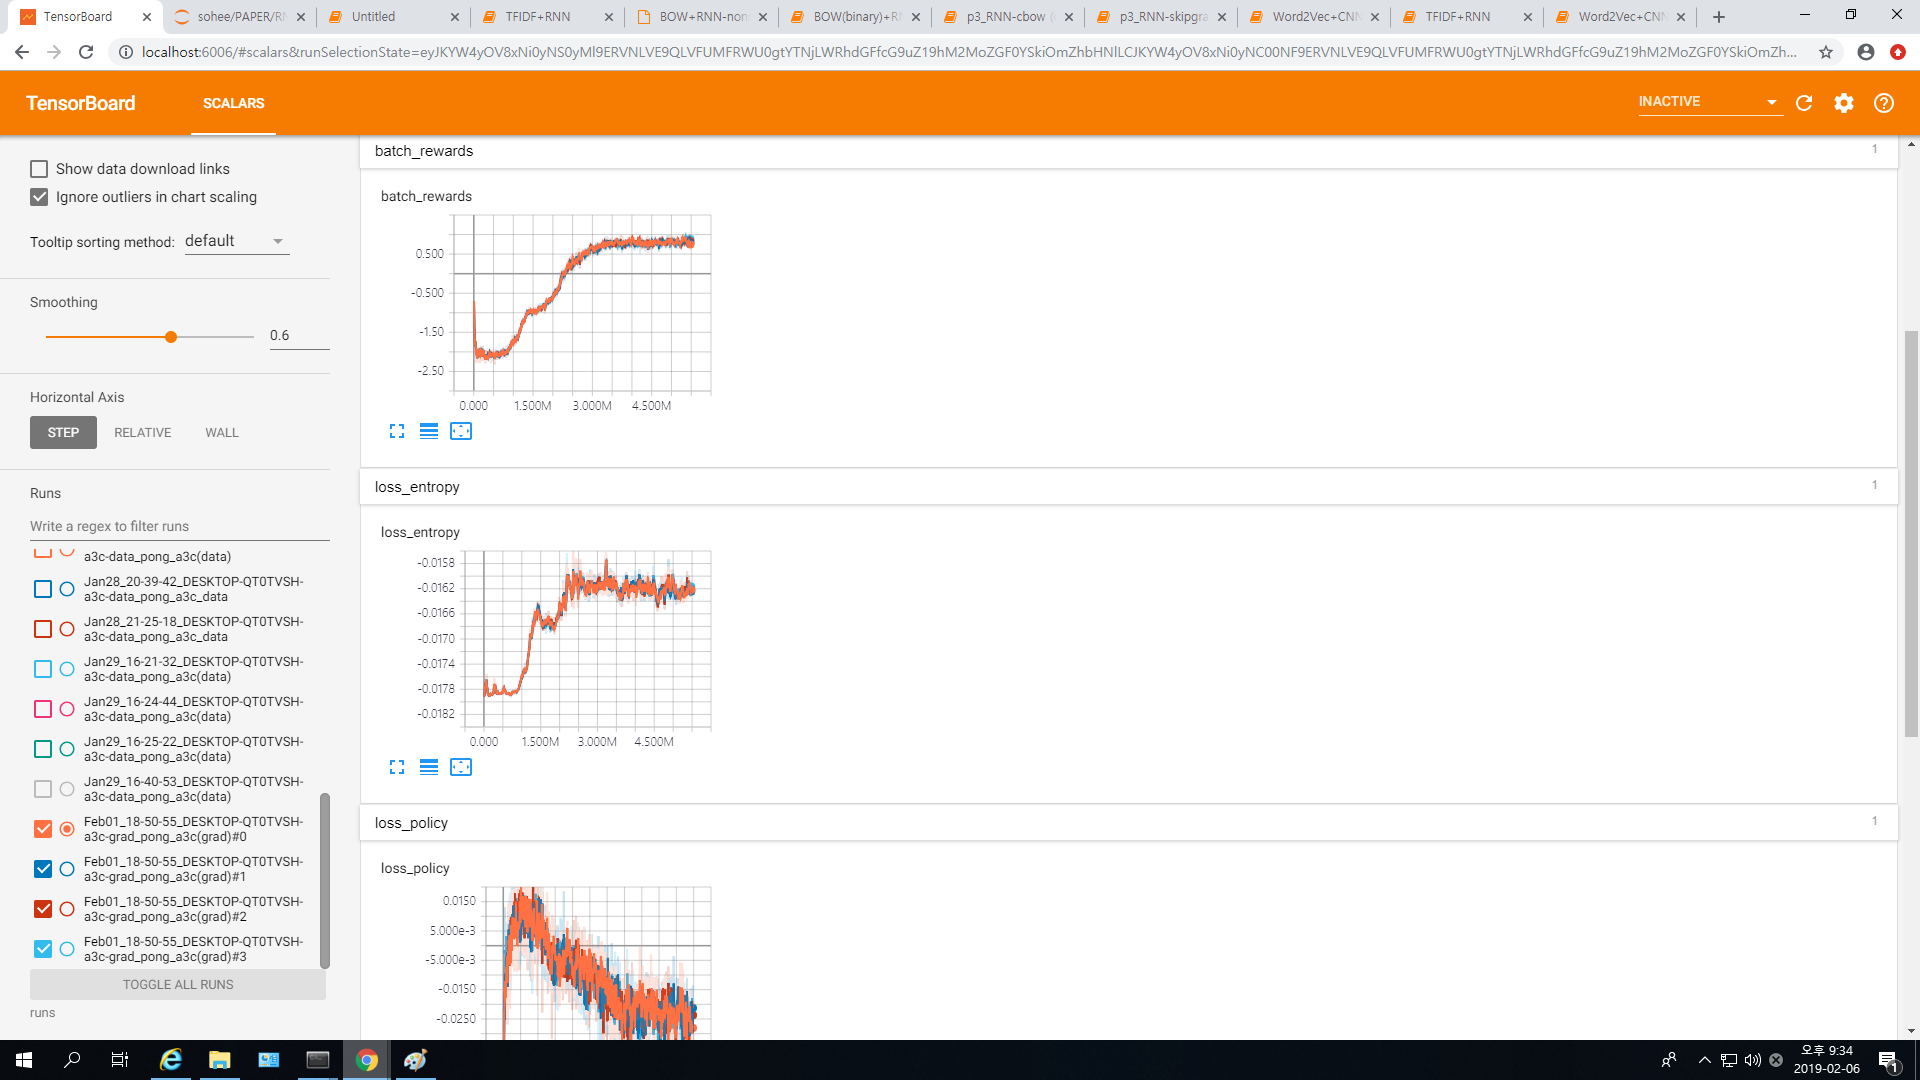 TensorBoard
sohee/PAPER/RN
Untitled
TFIDF+RNN
BOW+RNN-non
BOW(binary)+R
p3_RNN-cbow (
p3_RNN-skipgra
Word2Vec+CNN
TFIDF+RNN
Word2Vec+CNN
TensorBoard
SCALARS
INACTIVE
Show data download links
Ignore outliers in chart scaling
Tooltip sorting method: default
Smoothing
0.6
Horizontal Axis
STEP RELATIVE WALL
Runs
Write a regex to filter runs
a3c-data_pong_a3c(data)
Jan28_20-39-42_DESKTOP-QT0TVSH-
a3c-data_pong_a3c_data
Jan28_21-25-18_DESKTOP-QT0TVSH-
a3c-data_pong_a3c_data
Jan29_16-21-32_DESKTOP-QT0TVSH-
a3c-data_pong_a3c(data)
Jan29_16-24-44_DESKTOP-QT0TVSH-
a3c-data_pong_a3c(data)
Jan29_16-25-22_DESKTOP-QT0TVSH-
a3c-data_pong_a3c(data)
Jan29_16-40-53_DESKTOP-QT0TVSH-
a3c-data_pong_a3c(data)
Feb01_18-50-55_DESKTOP-QT0TVSH-
a3c-grad_pong_a3c(grad)#0
Feb01_18-50-55_DESKTOP-QT0TVSH-
a3c-grad_pong_a3c(grad)#1
Feb01_18-50-55_DESKTOP-QT0TVSH-
a3c-grad_pong_a3c(grad)#2
Feb01_18-50-55_DESKTOP-QT0TVSH-
a3c-grad_pong_a3c(grad)#3
TOGGLE ALL RUNS
runs
batch_rewards 1
batch_rewards
0.500
-0.500
-1.50
-2.50
0.000 1.500M 3.000M 4.500M
loss_entropy 1
loss_entropy
-0.0158
-0.0162
-0.0166
-0.0170
-0.0174
-0.0178
-0.0182
0.000 1.500M 3.000M 4.500M
loss_policy 1
loss_policy
0.0150
5.000e-3
-5.000e-3
-0.0150
-0.0250
오후 9:34
2019-02-06
1